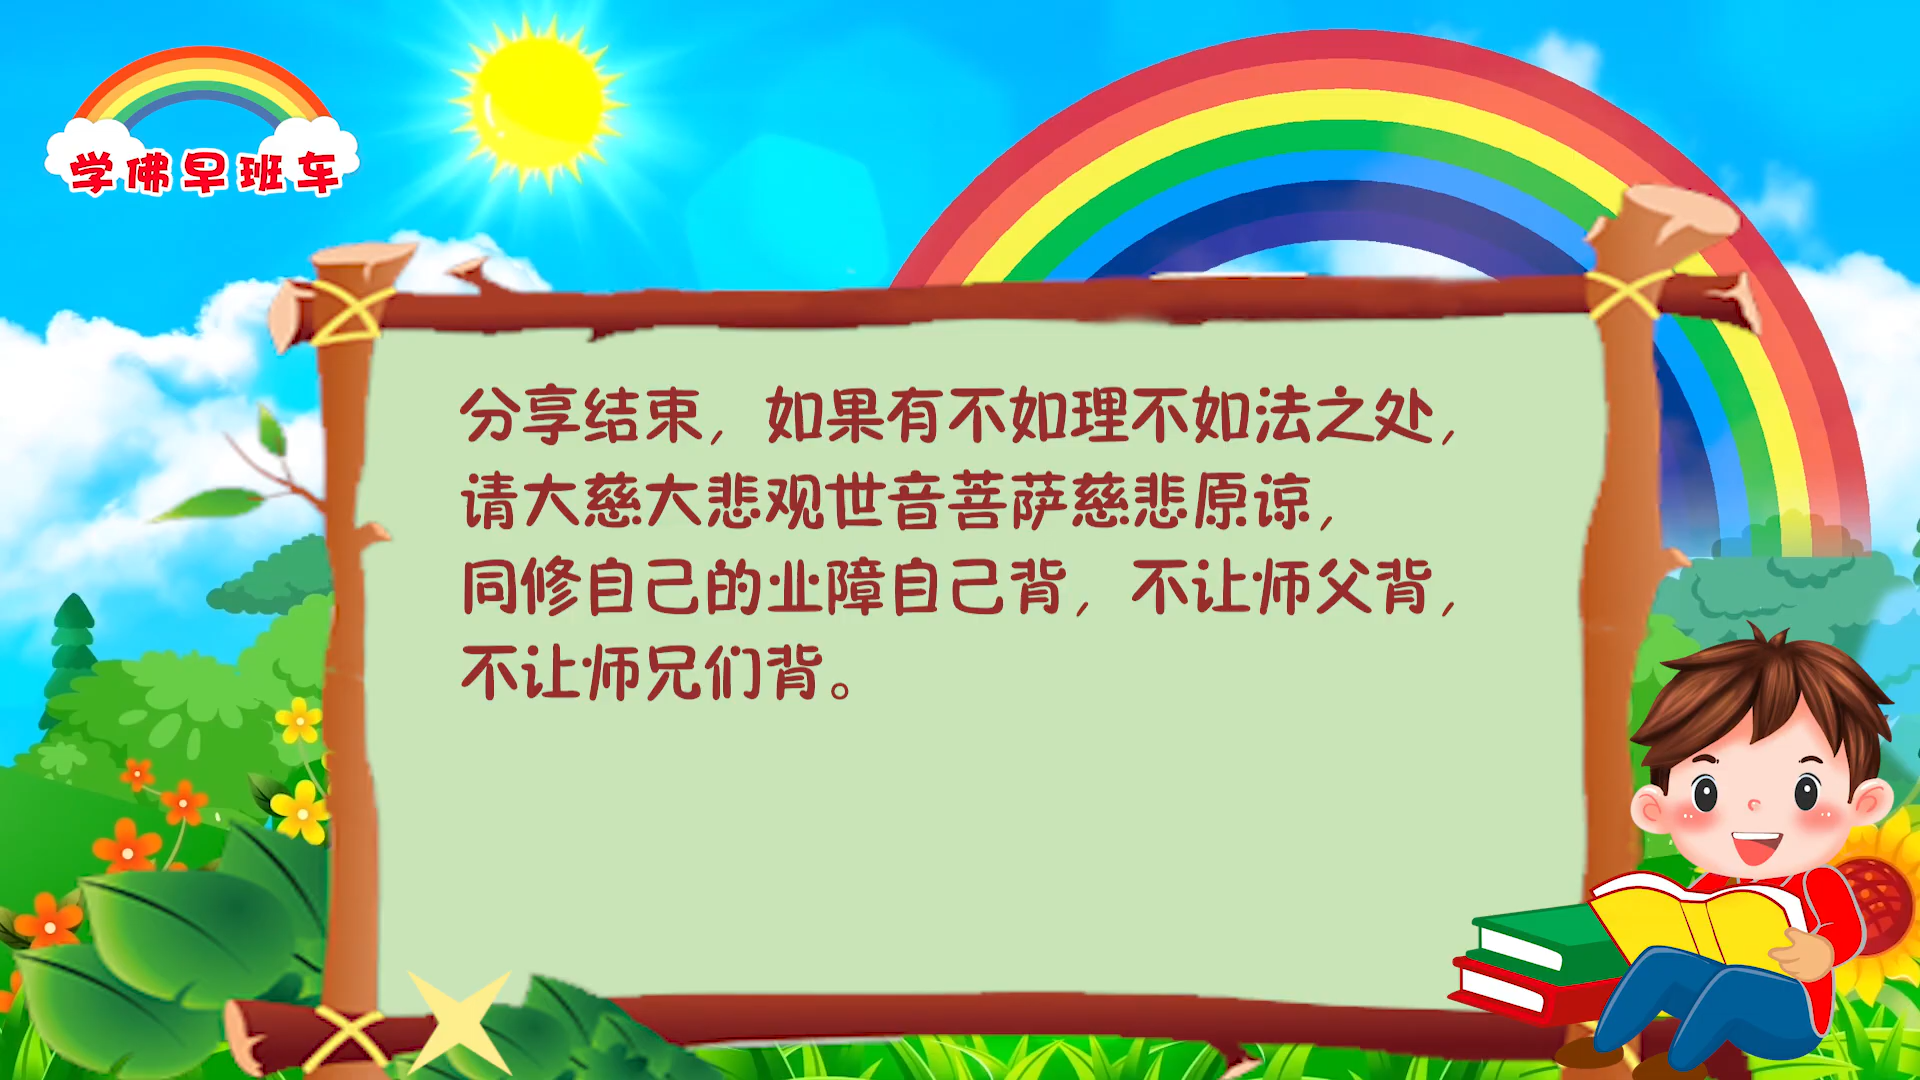 学佛早班车
分享结束，如果有不如理不如法之处，
请大慈大悲观世音菩萨慈悲原谅，
同修自己的业障自己背，不让师父背，
不让师兄们背。